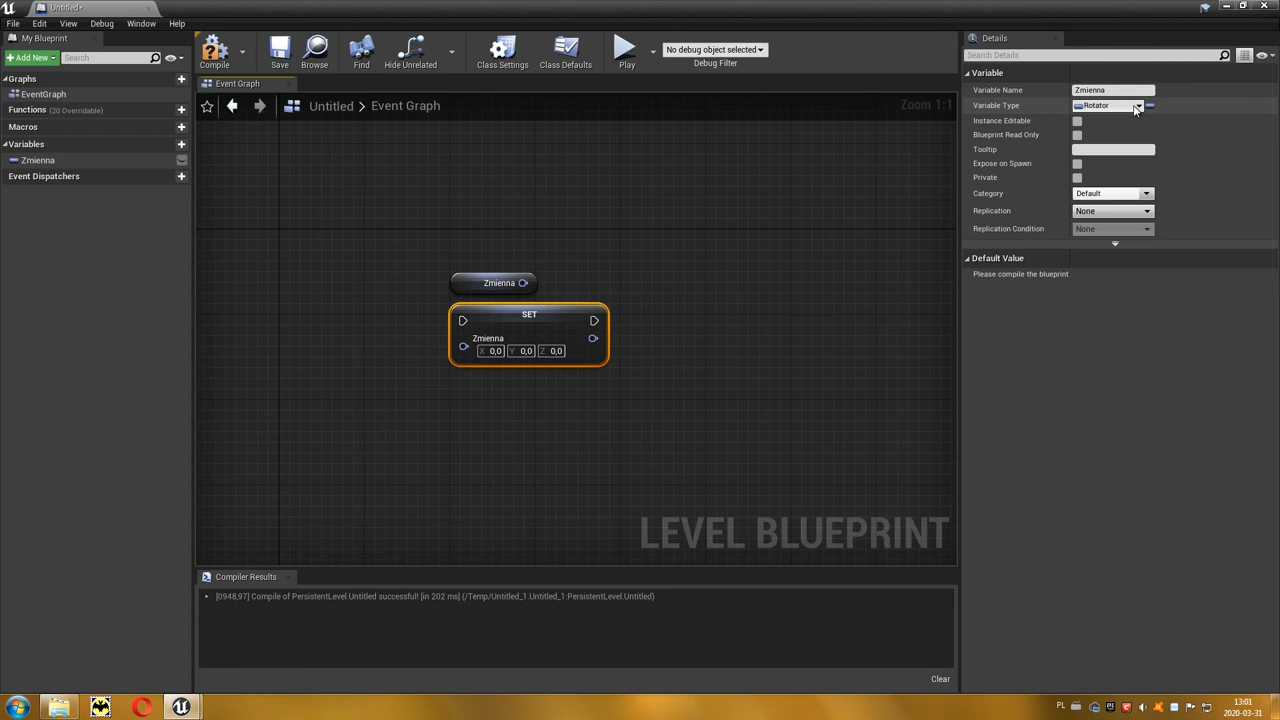 Untitled*
File Edit View Debug Window Help
My Blueprint
Add New Search
Graphs
EventGraph
Functions (20 Overridable)
Macros
Variables
Zmienna
Event Dispatchers
Compile
Save
Browse
Find
Hide Unrelated
Class Settings
Class Defaults
Play
No debug object selected
Debug Filter
Event Graph
Untitled > Event Graph
Zoom 1:1
Zmienna
SET
Zmienna
X 0,0 Y 0,0 Z 0,0
LEVEL BLUEPRINT
Compiler Results
[0948,97] Compile of PersistentLevel.Untitled successful! [in 202 ms] (/Temp/Untitled_1.Untitled_1:PersistentLevel.Untitled)
Clear
Details
Search Details
Variable
Variable Name Zmienna
Variable Type Rotator
Instance Editable
Blueprint Read Only
Tooltip
Expose on Spawn
Private
Category Default
Replication None
Replication Condition None
Default Value
Please compile the blueprint
PL
13:01
2020-03-31